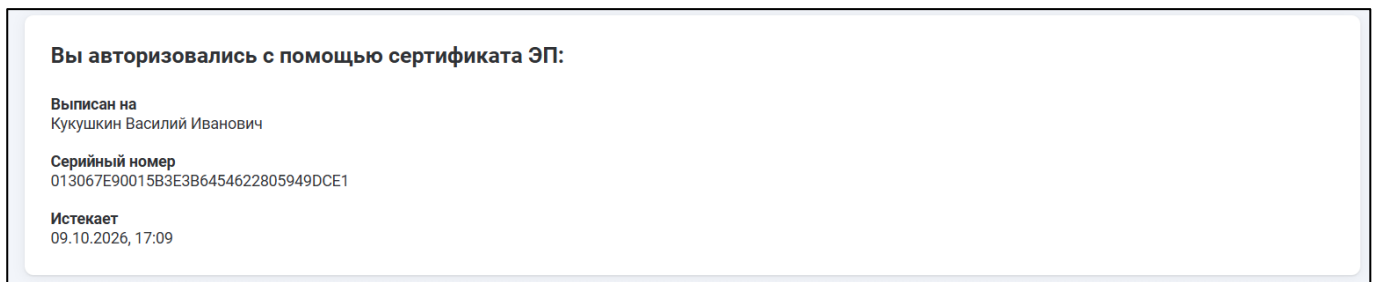 Вы авторизовались с помощью сертификата ЭП:
Выписан на
Кукушкин Василий Иванович
Серийный номер
013067E90015B3E3B6454622805949DCE1
Истекает
09.10.2026, 17:09